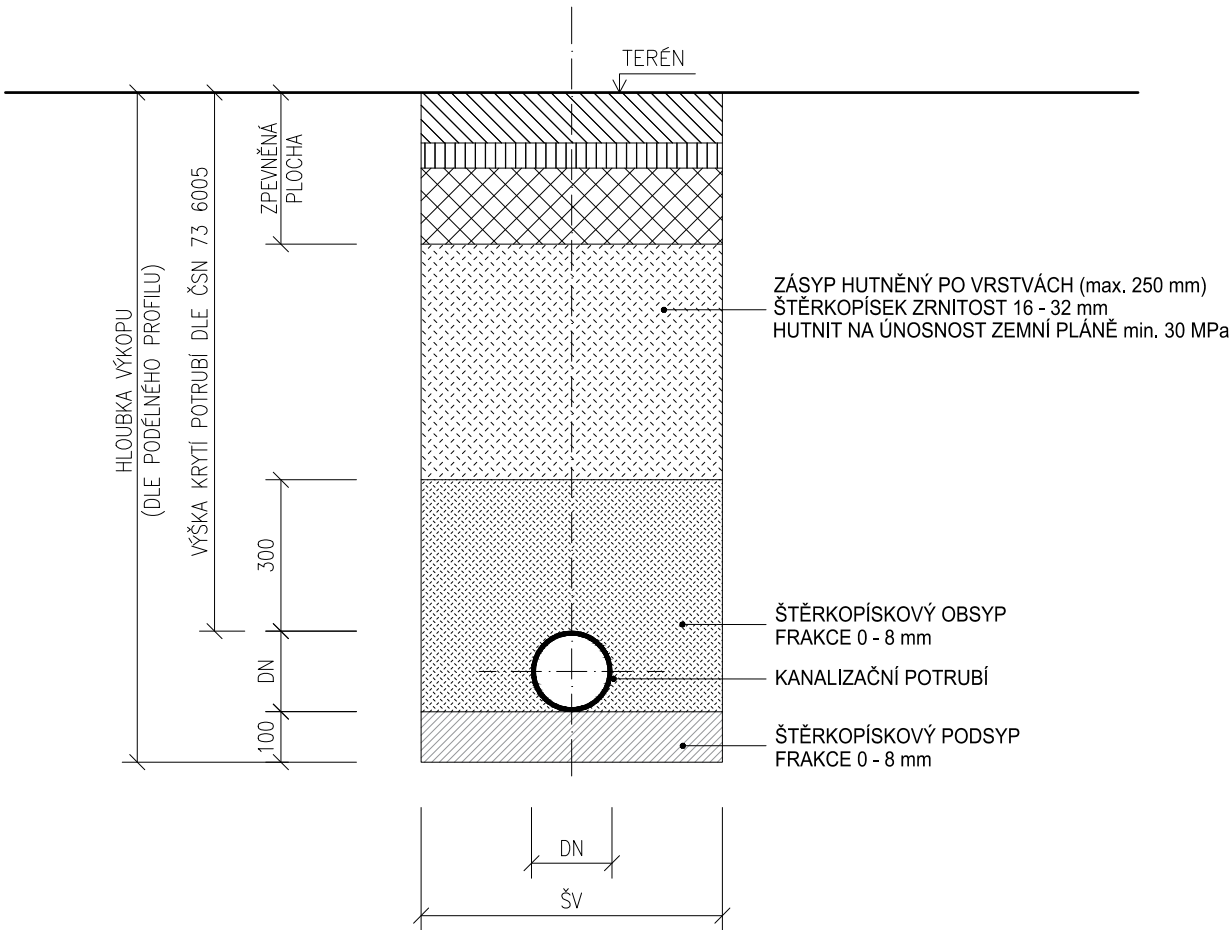 TERÉN
ZPEVNĚNÁ
PLOCHA
HLOUBKA VÝKOPU
(DLE PODÉLNÉHO PROFILU)
VÝŠKA KRYTÍ POTRUBÍ DLE ČSN 73 6005
ZÁSYP HUTNĚNÝ PO VRSTVÁCH (max. 250 mm)
ŠTĚRKOPÍSEK ZRNITOST 16 - 32 mm
HUTNIT NA ÚNOSNOST ZEMNÍ PLÁNĚ min. 30 MPa
300
ŠTĚRKOPÍSKOVÝ OBSYP
FRAKCE 0 - 8 mm
DN
KANALIZAČNÍ POTRUBÍ
100
ŠTĚRKOPÍSKOVÝ PODSYP
FRAKCE 0 - 8 mm
DN
ŠV